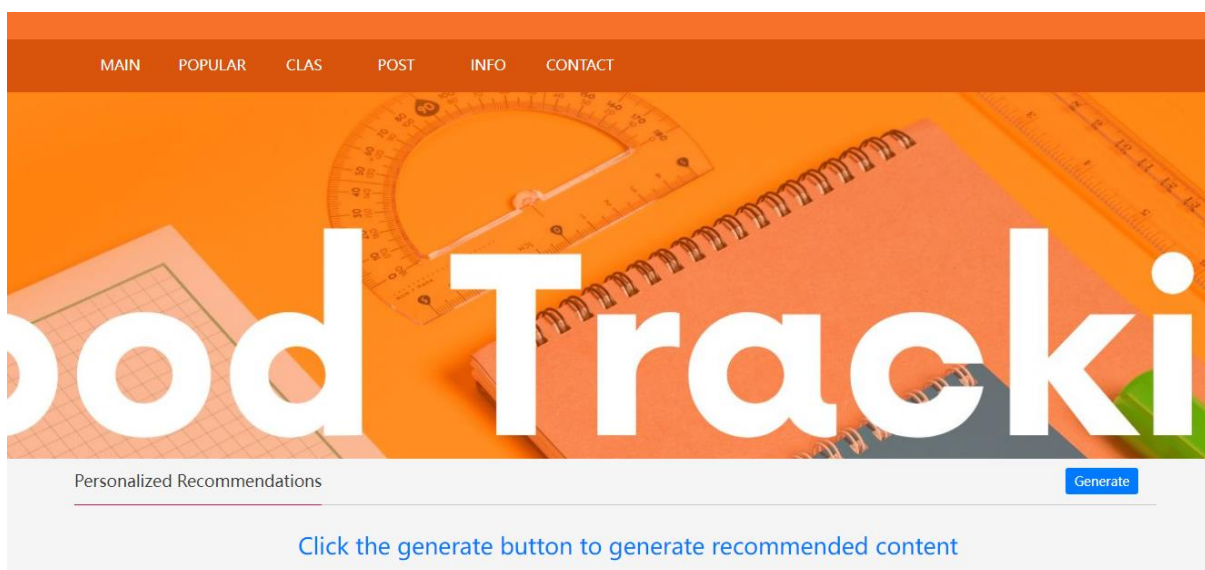 MAIN POPULAR CLAS POST INFO CONTACT
ood Tracki
Personalized Recommendations Generate
Click the generate button to generate recommended content